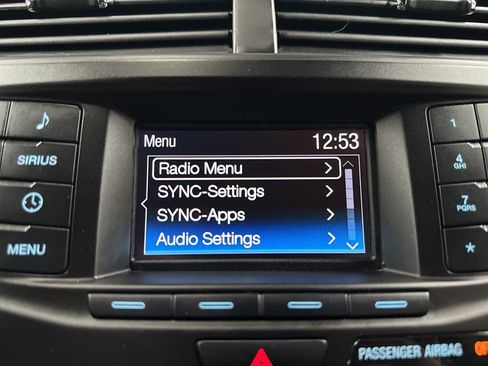 Menu 12:53
Radio Menu
SYNC-Settings
SYNC-Apps
Audio Settings
SIRIUS
MENU
1
4 GHI
7 PQRS
*
PASSENGER AIRBAG